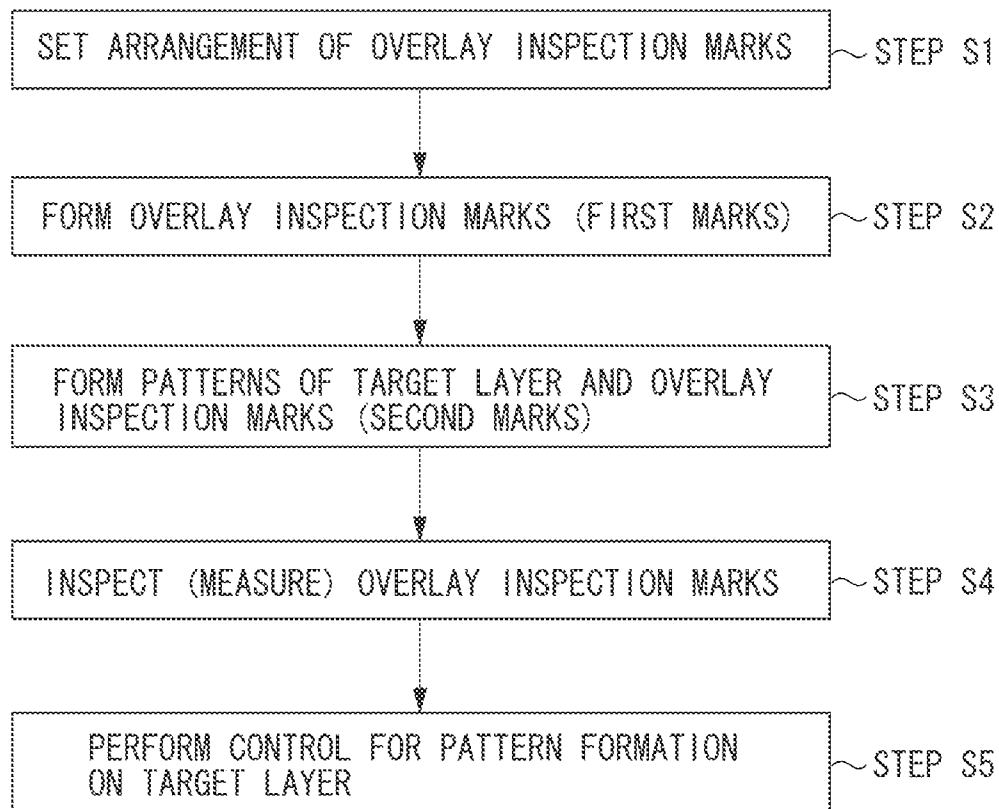 SET ARRANGEMENT OF OVERLAY INSPECTION MARKS
STEP S1
FORM OVERLAY INSPECTION MARKS (FIRST MARKS)
STEP S2
FORM PATTERNS OF TARGET LAYER AND OVERLAY
INSPECTION MARKS (SECOND MARKS)
STEP S3
INSPECT (MEASURE) OVERLAY INSPECTION MARKS
STEP S4
PERFORM CONTROL FOR PATTERN FORMATION
ON TARGET LAYER
STEP S5